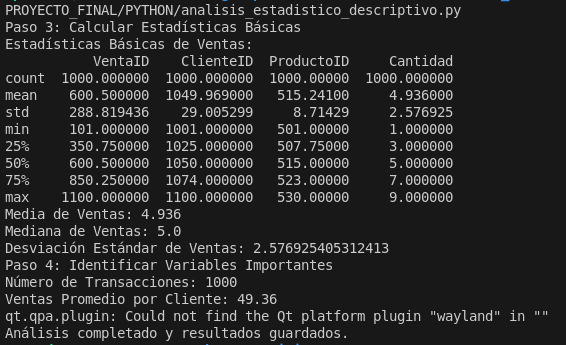 PROYECTO_FINAL/PYTHON/analisis_estadistico_descriptivo.py
Paso 3: Calcular Estadísticas Básicas
Estadísticas Básicas de Ventas:
VentaID ClienteID ProductoID Cantidad
count 1000.000000 1000.000000 1000.00000 1000.000000
mean 600.500000 1049.969000 515.24100 4.936000
std 288.819436 29.005299 8.71429 2.576925
min 101.000000 1001.000000 501.00000 1.000000
25% 350.750000 1025.000000 507.75000 3.000000
50% 600.500000 1050.000000 515.00000 5.000000
75% 850.250000 1074.000000 523.00000 7.000000
max 1100.000000 1100.000000 530.00000 9.000000
Media de Ventas: 4.936
Mediana de Ventas: 5.0
Desviación Estándar de Ventas: 2.576925405312413
Paso 4: Identificar Variables Importantes
Número de Transacciones: 1000
Ventas Promedio por Cliente: 49.36
qt.qpa.plugin: Could not find the Qt platform plugin "wayland" in ""
Análisis completado y resultados guardados.